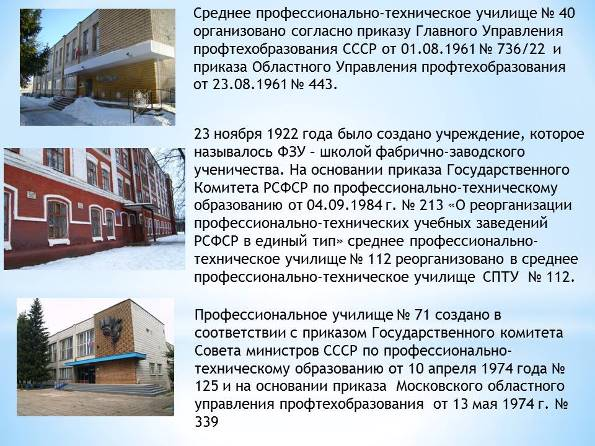 Среднее профессионально-техническое училище № 40
организовано согласно приказу Главного Управления
профтехобразования СССР от 01.08.1961 № 736/22 и
приказа Областного Управления профтехобразования
от 23.08.1961 № 443.
23 ноября 1922 года было создано учреждение, которое
называлось ФЗУ – школой фабрично-заводского
ученичества. На основании приказа Государственного
Комитета РСФСР по профессионально-техническому
образованию от 04.09.1984 г. № 213 «О реорганизации
профессионально-технических учебных заведений
РСФСР в единый тип» среднее профессионально-
техническое училище № 112 реорганизовано в среднее
профессионально-техническое училище СПТУ № 112.
Профессиональное училище № 71 создано в
соответствии с приказом Государственного комитета
Совета министров СССР по профессионально-
техническому образованию от 10 апреля 1974 года №
125 и на основании приказа Московского областного
управления профтехобразования от 13 мая 1974 г. №
339